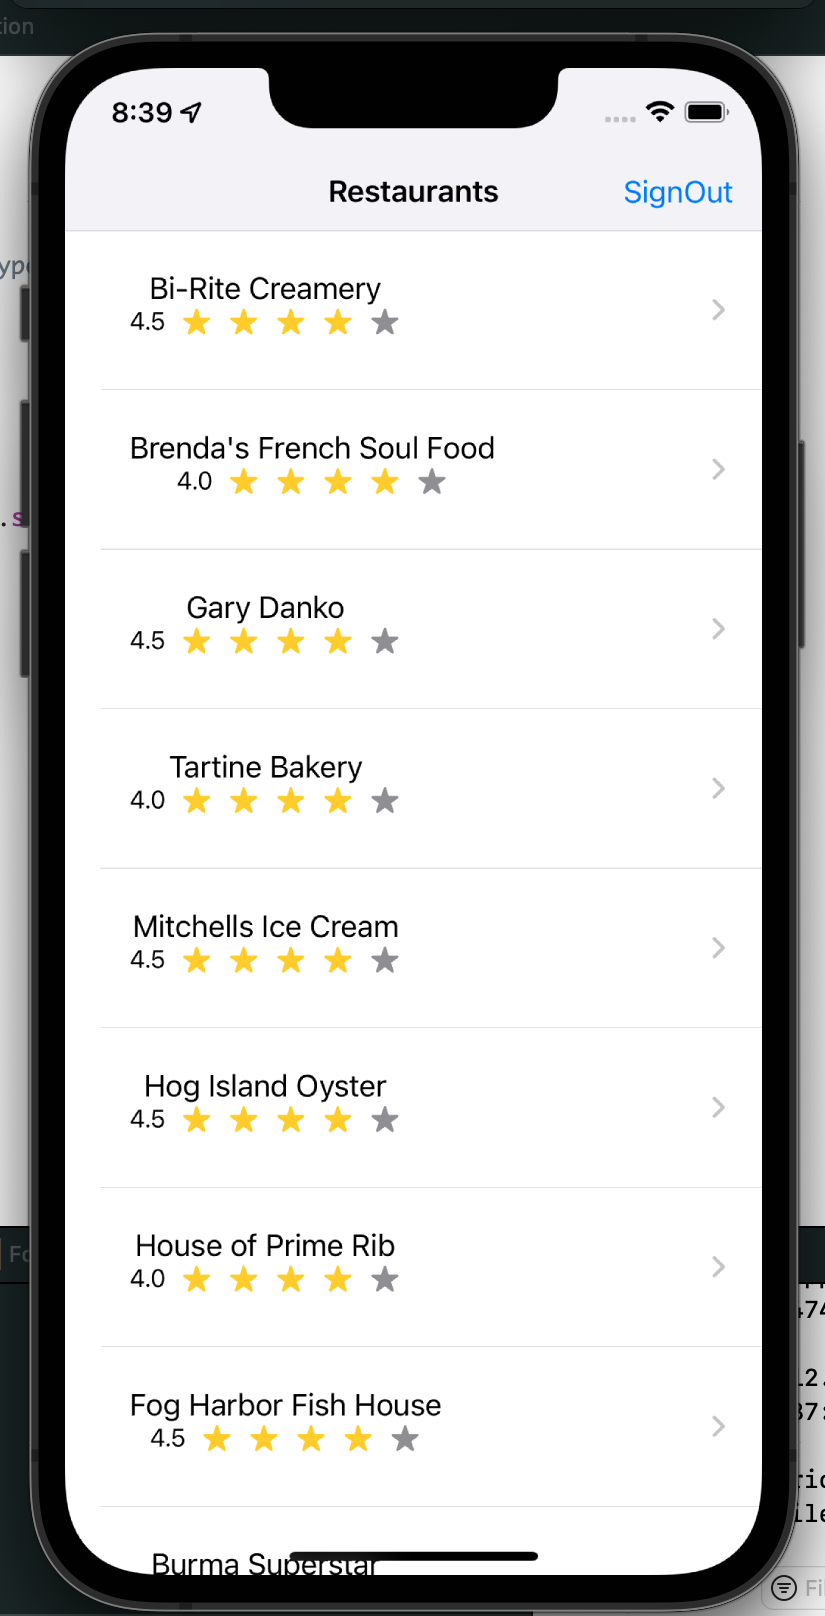 tion
8:39
Restaurants
SignOut
Bi-Rite Creamery
4.5
Brenda's French Soul Food
4.0
.s
Gary Danko
4.5
Tartine Bakery
4.0
Mitchells Ice Cream
4.5
Hog Island Oyster
4.5
House of Prime Rib
4.0
Fog Harbor Fish House
4.5
Burma Superstar